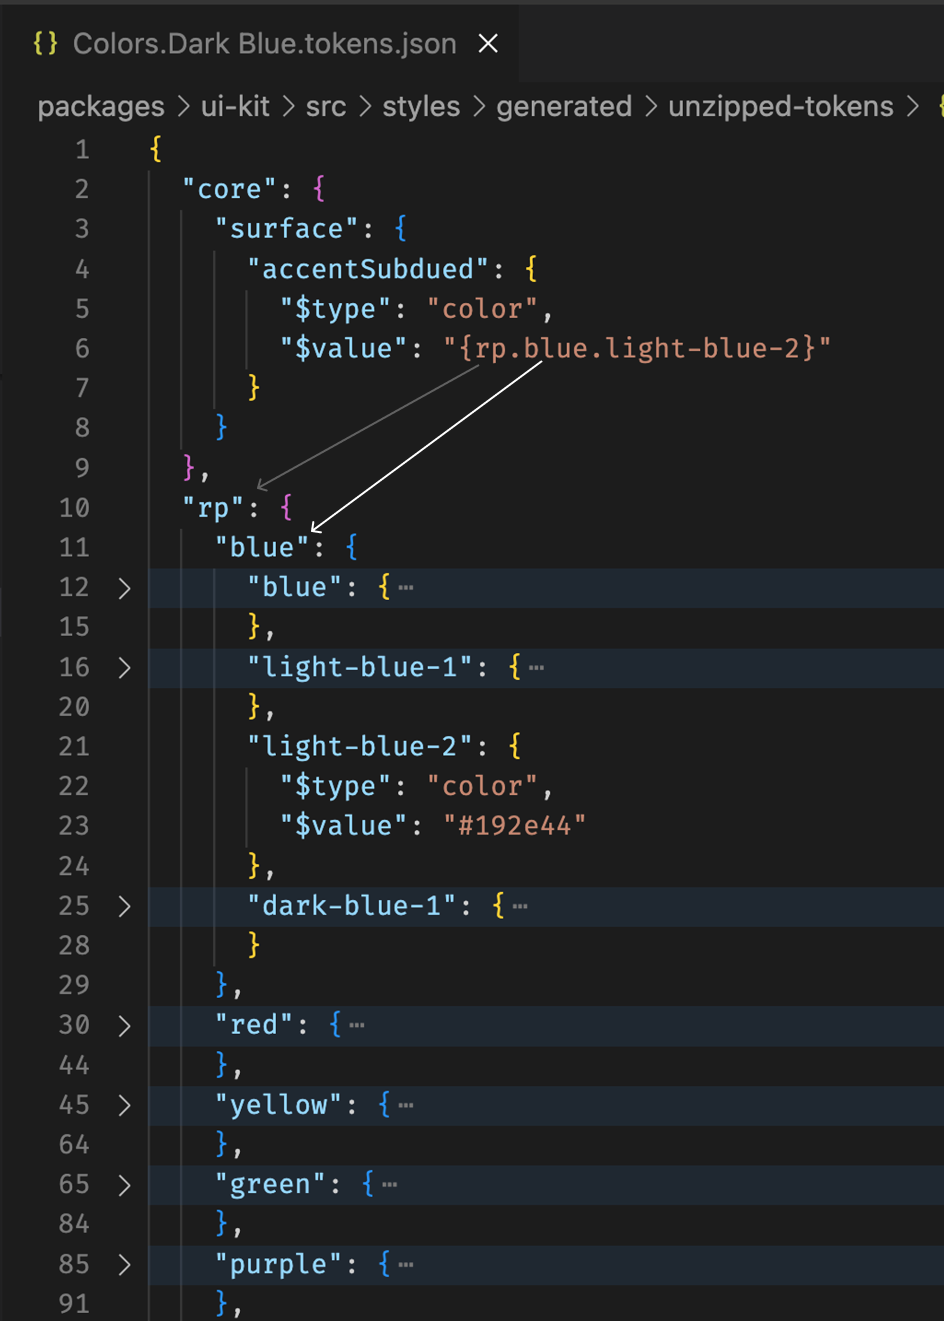 {} Colors.Dark Blue.tokens.json ×
packages > ui-kit > src > styles > generated > unzipped-tokens >
1 {
2 "core": {
3 "surface": {
4 "accentSubdued": {
5 "$type": "color",
6 "$value": "{rp.blue.light-blue-2}"
7 }
8 }
9 },
10 "rp": {
11 "blue": {
12 > "blue": { ⋯
15 },
16 > "light-blue-1": { ⋯
20 },
21 "light-blue-2": {
22 "$type": "color",
23 "$value": "#192e44"
24 },
25 > "dark-blue-1": { ⋯
28 }
29 },
30 > "red": { ⋯
44 },
45 > "yellow": { ⋯
64 },
65 > "green": { ⋯
84 },
85 > "purple": { ⋯
91 },